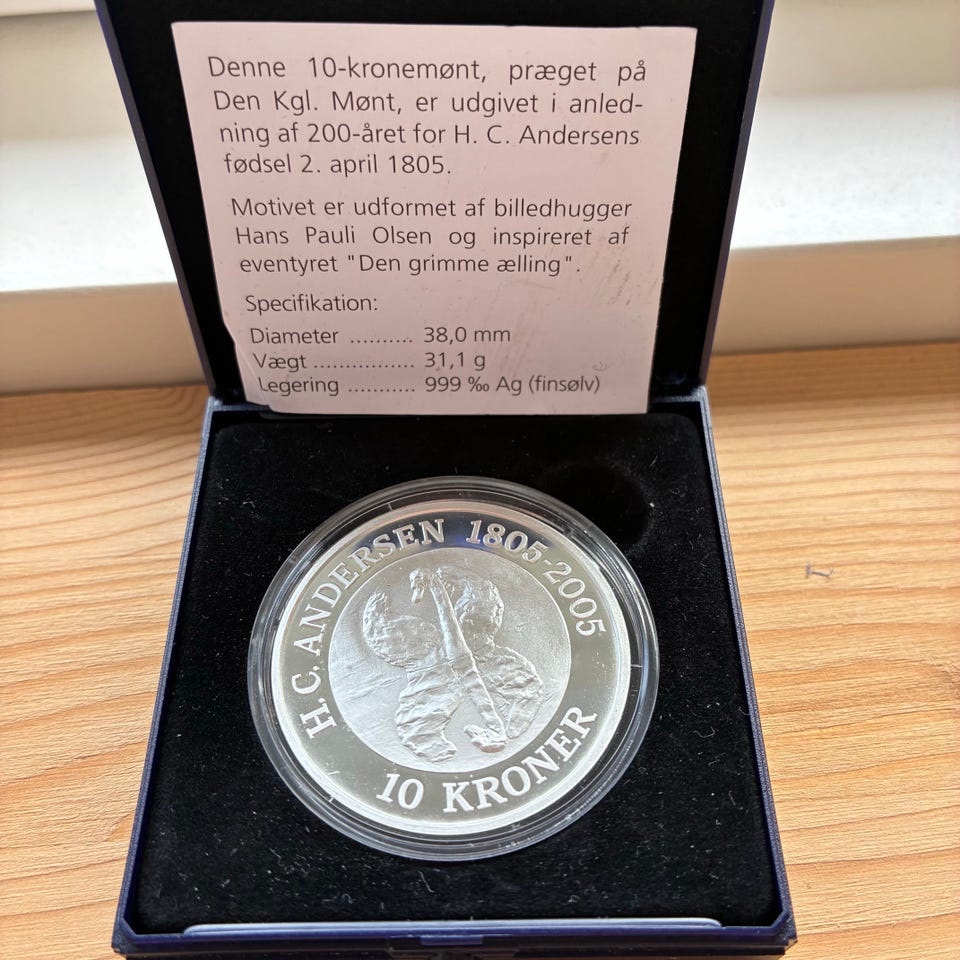 Denne 10-kronemønt, præget på
Den Kgl. Mønt, er udgivet i anled-
ning af 200-året for H. C. Andersens
fødsel 2. april 1805.
Motivet er udformet af billedhugger
Hans Pauli Olsen og inspireret af
eventyret "Den grimme ælling".
Specifikation:
Diameter .......... 38,0 mm
Vægt ................ 31,1 g
Legering ........... 999 ‰ Ag (finsølv)
H.C. ANDERSEN 1805-2005
10 KRONER